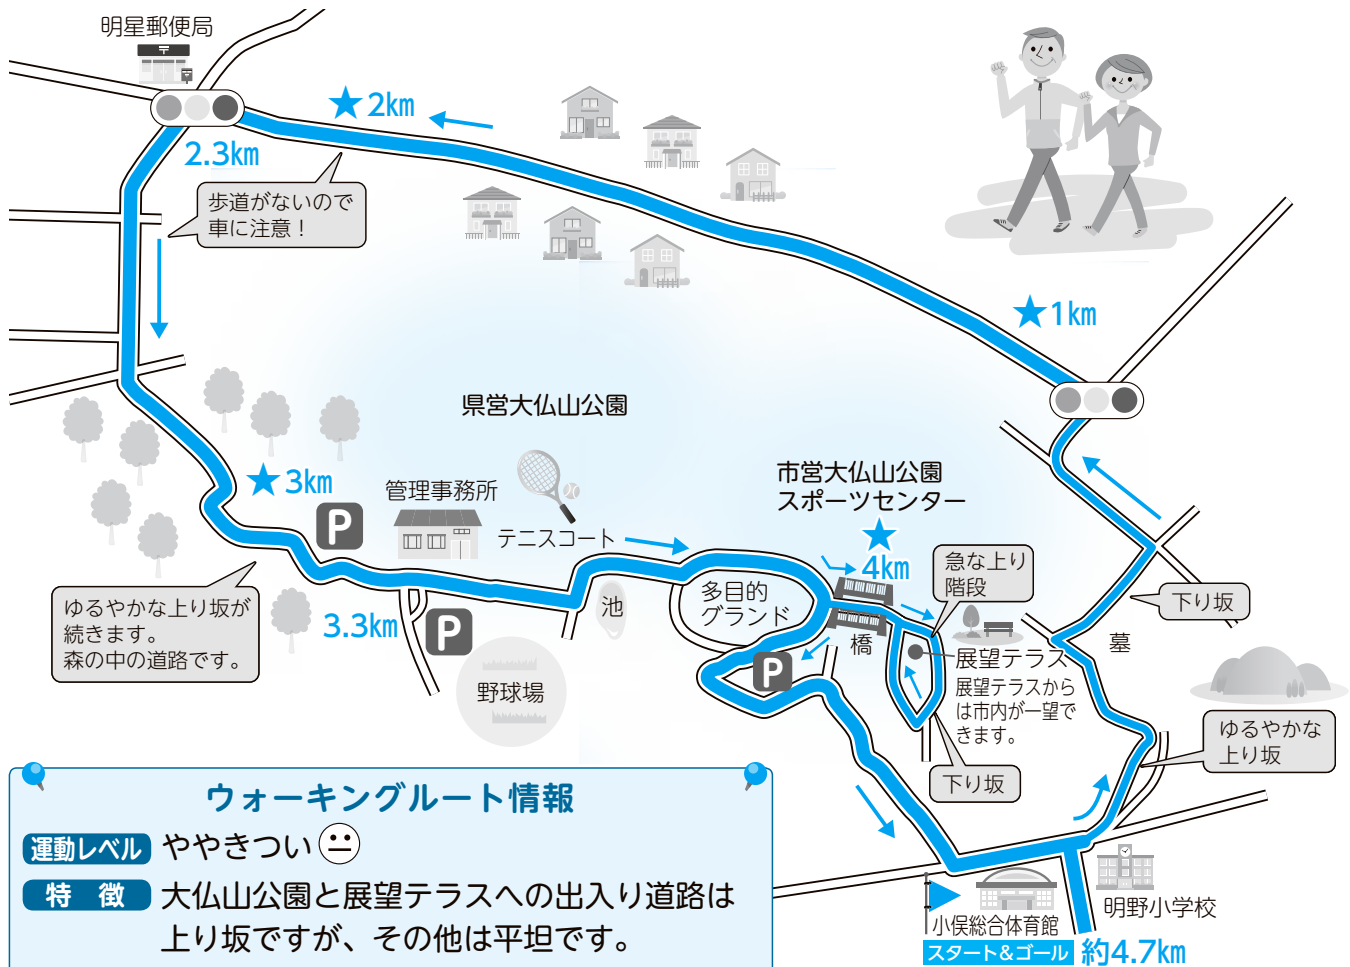 明星郵便局
★2km
2.3km
歩道がないので
車に注意！
★1km
県営大仏山公園
市営大仏山公園
スポーツセンター
★
4km
★3km
P
管理事務所
テニスコート
急な上り
階段
多目的
グランド
橋
下り坂
墓
ゆるやかな上り坂が
続きます。
森の中の道路です。
3.3km
P
池
野球場
P
展望テラス
展望テラスから
は市内が一望で
きます。
ゆるやかな
上り坂
下り坂
ウォーキングルート情報
運動レベル ややきつい
特 徴 大仏山公園と展望テラスへの出入り道路は
上り坂ですが、その他は平坦です。
小俣総合体育館
明野小学校
スタート＆ゴール 約4.7km